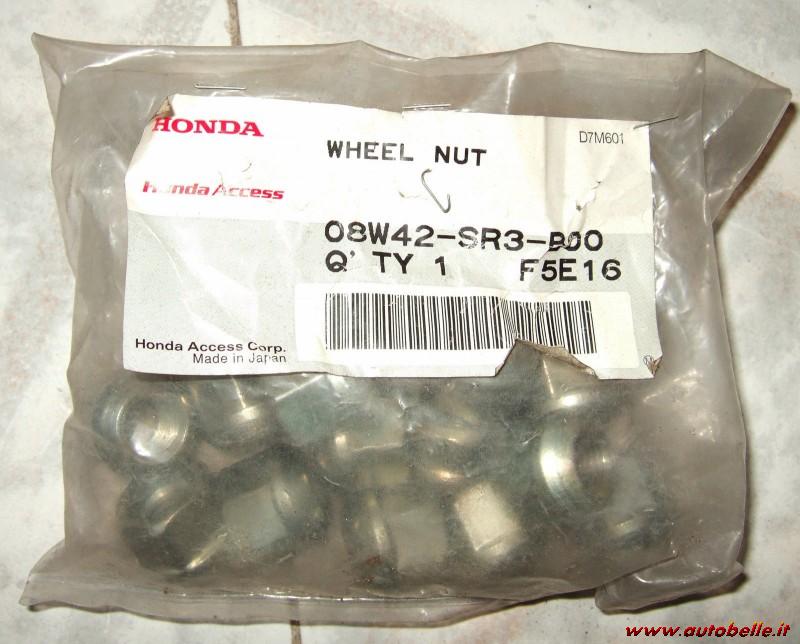 HONDA
WHEEL NUT
D7M601
Honda Access
08W42-SR3-B00
Q'TY 1 F5E16
Honda Access Corp.
Made in Japan
www.autobelle.it